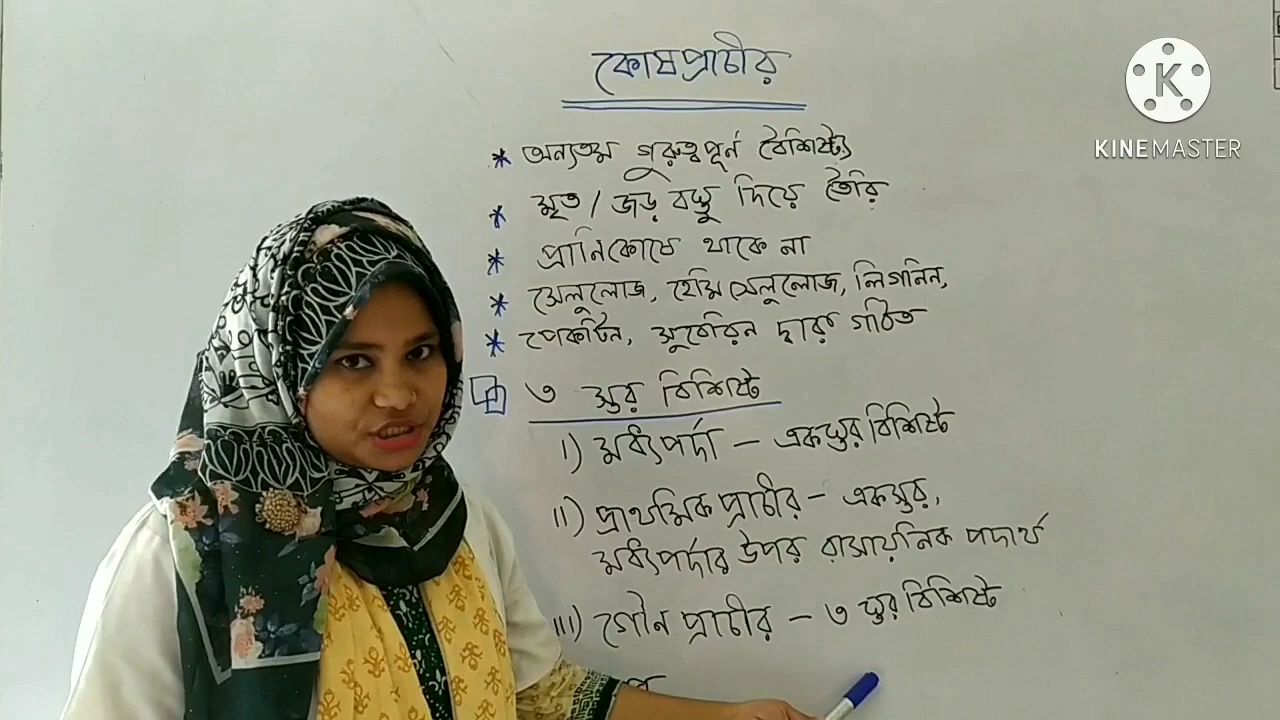 কোষপ্রাচীর
* অন্যতম গুরুত্বপূর্ন বৈশিষ্ট্য
* মৃত / জড় বস্তু দিয়ে তৈরি
* প্রানিকোষে থাকে না
* সেলুলোজ, হেমিসেলুলোজ, লিগনিন,
* পেকটিন, সুবেরিন দ্বারা গঠিত
৩ স্তর বিশিষ্ট
i) মধ্যপর্দা – একস্তর বিশিষ্ট
ii) প্রাথমিক প্রাচীর – একস্তর,
মধ্যপর্দার উপর রাসায়নিক পদার্থ
iii) গৌন প্রাচীর – ৩ স্তর বিশিষ্ট
K
KINEMASTER